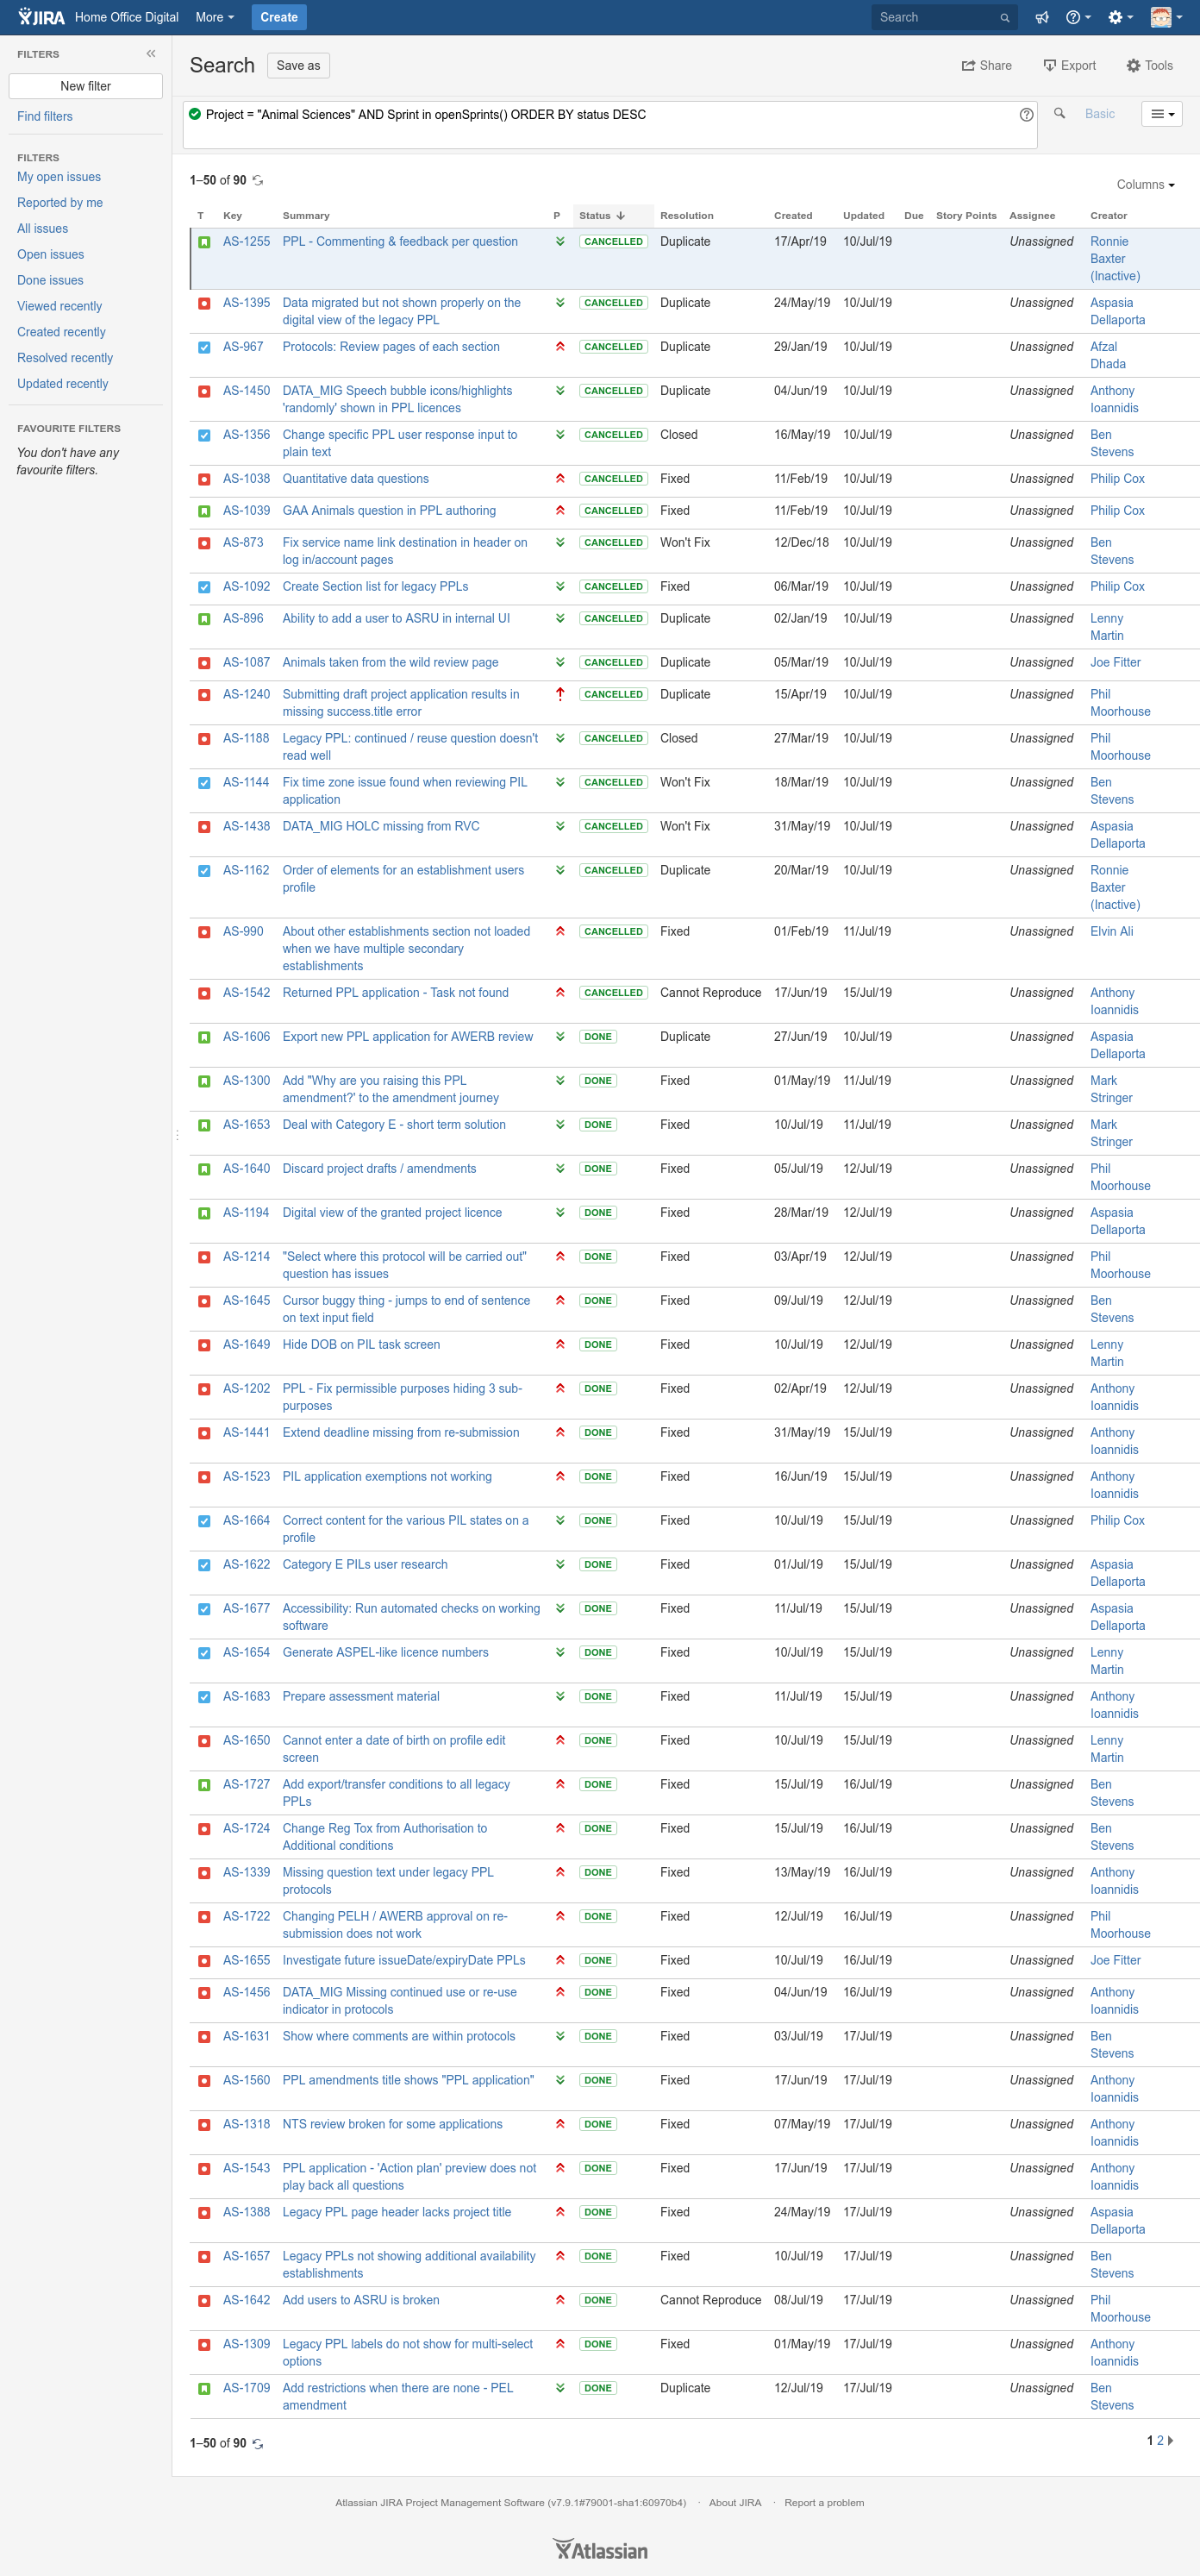 JIRA Home Office Digital More Create Search
FILTERS
New filter
Find filters
FILTERS
My open issues
Reported by me
All issues
Open issues
Done issues
Viewed recently
Created recently
Resolved recently
Updated recently
FAVOURITE FILTERS
You don't have any
favourite filters.
Search Save as Share Export Tools
Project = "Animal Sciences" AND Sprint in openSprints() ORDER BY status DESC Basic
1–50 of 90
Columns
T Key Summary P Status Resolution Created Updated Due Story Points Assignee Creator
AS-1255 PPL - Commenting & feedback per question CANCELLED Duplicate 17/Apr/19 10/Jul/19 Unassigned Ronnie
Baxter
(Inactive)
AS-1395 Data migrated but not shown properly on the CANCELLED Duplicate 24/May/19 10/Jul/19 Unassigned Aspasia
digital view of the legacy PPL Dellaporta
AS-967 Protocols: Review pages of each section CANCELLED Duplicate 29/Jan/19 10/Jul/19 Unassigned Afzal
Dhada
AS-1450 DATA_MIG Speech bubble icons/highlights CANCELLED Duplicate 04/Jun/19 10/Jul/19 Unassigned Anthony
'randomly' shown in PPL licences Ioannidis
AS-1356 Change specific PPL user response input to CANCELLED Closed 16/May/19 10/Jul/19 Unassigned Ben
plain text Stevens
AS-1038 Quantitative data questions CANCELLED Fixed 11/Feb/19 10/Jul/19 Unassigned Philip Cox
AS-1039 GAA Animals question in PPL authoring CANCELLED Fixed 11/Feb/19 10/Jul/19 Unassigned Philip Cox
AS-873 Fix service name link destination in header on CANCELLED Won't Fix 12/Dec/18 10/Jul/19 Unassigned Ben
log in/account pages Stevens
AS-1092 Create Section list for legacy PPLs CANCELLED Fixed 06/Mar/19 10/Jul/19 Unassigned Philip Cox
AS-896 Ability to add a user to ASRU in internal UI CANCELLED Duplicate 02/Jan/19 10/Jul/19 Unassigned Lenny
Martin
AS-1087 Animals taken from the wild review page CANCELLED Duplicate 05/Mar/19 10/Jul/19 Unassigned Joe Fitter
AS-1240 Submitting draft project application results in CANCELLED Duplicate 15/Apr/19 10/Jul/19 Unassigned Phil
missing success.title error Moorhouse
AS-1188 Legacy PPL: continued / reuse question doesn't CANCELLED Closed 27/Mar/19 10/Jul/19 Unassigned Phil
read well Moorhouse
AS-1144 Fix time zone issue found when reviewing PIL CANCELLED Won't Fix 18/Mar/19 10/Jul/19 Unassigned Ben
application Stevens
AS-1438 DATA_MIG HOLC missing from RVC CANCELLED Won't Fix 31/May/19 10/Jul/19 Unassigned Aspasia
Dellaporta
AS-1162 Order of elements for an establishment users CANCELLED Duplicate 20/Mar/19 10/Jul/19 Unassigned Ronnie
profile Baxter
(Inactive)
AS-990 About other establishments section not loaded CANCELLED Fixed 01/Feb/19 11/Jul/19 Unassigned Elvin Ali
when we have multiple secondary
establishments
AS-1542 Returned PPL application - Task not found CANCELLED Cannot Reproduce 17/Jun/19 15/Jul/19 Unassigned Anthony
Ioannidis
AS-1606 Export new PPL application for AWERB review DONE Duplicate 27/Jun/19 10/Jul/19 Unassigned Aspasia
Dellaporta
AS-1300 Add "Why are you raising this PPL DONE Fixed 01/May/19 11/Jul/19 Unassigned Mark
amendment?' to the amendment journey Stringer
AS-1653 Deal with Category E - short term solution DONE Fixed 10/Jul/19 11/Jul/19 Unassigned Mark
Stringer
AS-1640 Discard project drafts / amendments DONE Fixed 05/Jul/19 12/Jul/19 Unassigned Phil
Moorhouse
AS-1194 Digital view of the granted project licence DONE Fixed 28/Mar/19 12/Jul/19 Unassigned Aspasia
Dellaporta
AS-1214 "Select where this protocol will be carried out" DONE Fixed 03/Apr/19 12/Jul/19 Unassigned Phil
question has issues Moorhouse
AS-1645 Cursor buggy thing - jumps to end of sentence DONE Fixed 09/Jul/19 12/Jul/19 Unassigned Ben
on text input field Stevens
AS-1649 Hide DOB on PIL task screen DONE Fixed 10/Jul/19 12/Jul/19 Unassigned Lenny
Martin
AS-1202 PPL - Fix permissible purposes hiding 3 sub- DONE Fixed 02/Apr/19 12/Jul/19 Unassigned Anthony
purposes Ioannidis
AS-1441 Extend deadline missing from re-submission DONE Fixed 31/May/19 12/Jul/19 Unassigned Anthony
Ioannidis
AS-1523 PIL application exemptions not working DONE Fixed 16/Jun/19 15/Jul/19 Unassigned Anthony
Ioannidis
AS-1664 Correct content for the various PIL states on a DONE Fixed 10/Jul/19 15/Jul/19 Unassigned Philip Cox
profile
AS-1622 Category E PILs user research DONE Fixed 01/Jul/19 15/Jul/19 Unassigned Aspasia
Dellaporta
AS-1677 Accessibility: Run automated checks on working DONE Fixed 11/Jul/19 15/Jul/19 Unassigned Aspasia
software Dellaporta
AS-1654 Generate ASPEL-like licence numbers DONE Fixed 10/Jul/19 15/Jul/19 Unassigned Lenny
Martin
AS-1683 Prepare assessment material DONE Fixed 11/Jul/19 15/Jul/19 Unassigned Anthony
Ioannidis
AS-1650 Cannot enter a date of birth on profile edit DONE Fixed 10/Jul/19 15/Jul/19 Unassigned Lenny
screen Martin
AS-1727 Add export/transfer conditions to all legacy DONE Fixed 15/Jul/19 16/Jul/19 Unassigned Ben
PPLs Stevens
AS-1724 Change Reg Tox from Authorisation to DONE Fixed 15/Jul/19 16/Jul/19 Unassigned Ben
Additional conditions Stevens
AS-1339 Missing question text under legacy PPL DONE Fixed 13/May/19 16/Jul/19 Unassigned Anthony
protocols Ioannidis
AS-1722 Changing PELH / AWERB approval on re- DONE Fixed 12/Jul/19 16/Jul/19 Unassigned Phil
submission does not work Moorhouse
AS-1655 Investigate future issueDate/expiryDate PPLs DONE Fixed 10/Jul/19 16/Jul/19 Unassigned Joe Fitter
AS-1456 DATA_MIG Missing continued use or re-use DONE Fixed 04/Jun/19 16/Jul/19 Unassigned Anthony
indicator in protocols Ioannidis
AS-1631 Show where comments are within protocols DONE Fixed 03/Jul/19 17/Jul/19 Unassigned Ben
Stevens
AS-1560 PPL amendments title shows "PPL application" DONE Fixed 17/Jun/19 17/Jul/19 Unassigned Anthony
Ioannidis
AS-1318 NTS review broken for some applications DONE Fixed 07/May/19 17/Jul/19 Unassigned Anthony
Ioannidis
AS-1543 PPL application - 'Action plan' preview does not DONE Fixed 17/Jun/19 17/Jul/19 Unassigned Anthony
play back all questions Ioannidis
AS-1388 Legacy PPL page header lacks project title DONE Fixed 24/May/19 17/Jul/19 Unassigned Aspasia
Dellaporta
AS-1657 Legacy PPLs not showing additional availability DONE Fixed 10/Jul/19 17/Jul/19 Unassigned Ben
establishments Stevens
AS-1642 Add users to ASRU is broken DONE Cannot Reproduce 08/Jul/19 17/Jul/19 Unassigned Phil
Moorhouse
AS-1309 Legacy PPL labels do not show for multi-select DONE Fixed 01/May/19 17/Jul/19 Unassigned Anthony
options Ioannidis
AS-1709 Add restrictions when there are none - PEL DONE Duplicate 12/Jul/19 17/Jul/19 Unassigned Ben
amendment Stevens
1–50 of 90 1 2
Atlassian JIRA Project Management Software (v7.9.1#79001-sha1:60970b4) · About JIRA · Report a problem
Atlassian